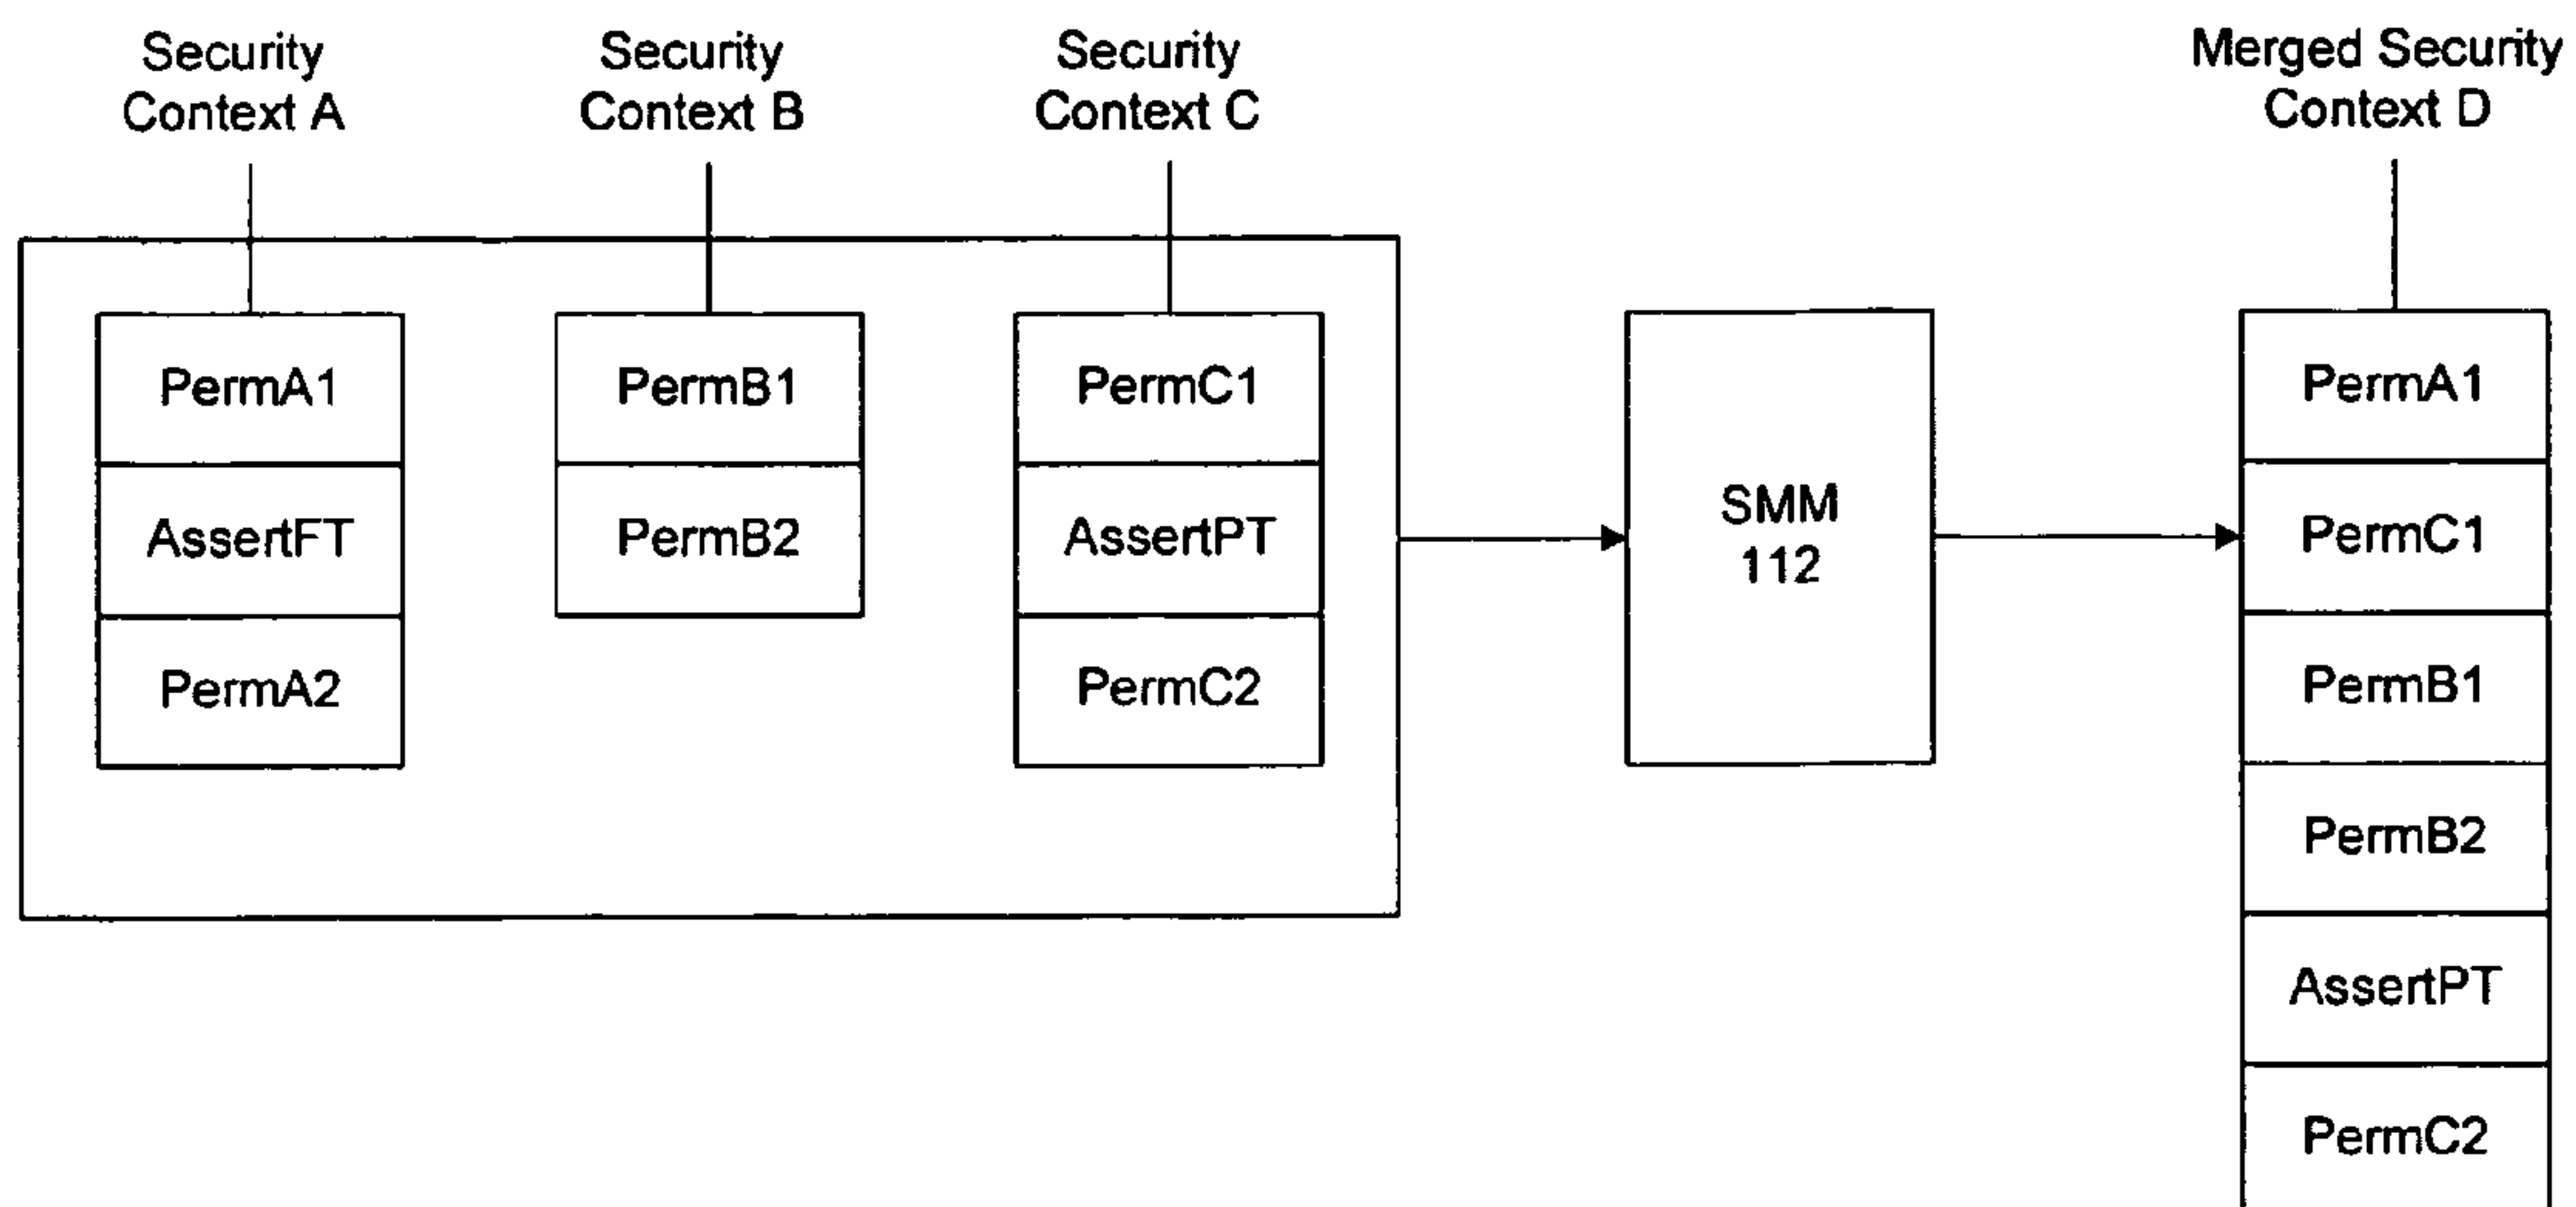 Security
Context A
Security
Context B
Security
Context C
Merged Security
Context D
PermA1
AssertFT
PermA2
PermB1
PermB2
PermC1
AssertPT
PermC2
SMM
112
PermA1
PermC1
PermB1
PermB2
AssertPT
PermC2